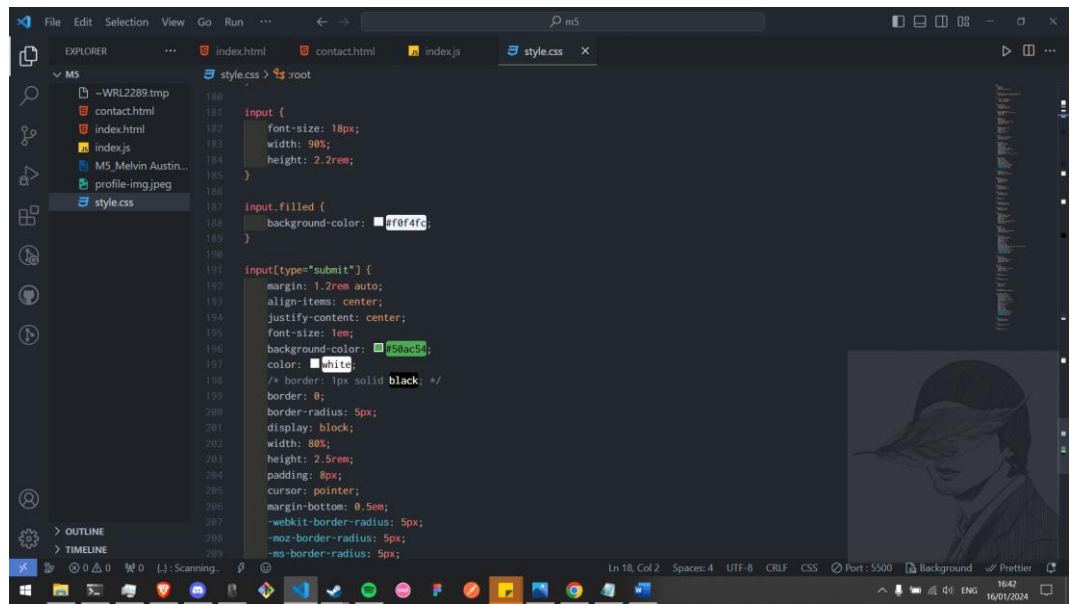 File Edit Selection View Go Run ··· m5
EXPLORER ··· index.html contact.html index.js style.css
M5
style.css > :root
~WRL2289.tmp
contact.html
index.html
index.js
M5_Melvin Austin...
profile-img.jpeg
style.css
180
181 input {
182 font-size: 18px;
183 width: 90%;
184 height: 2.2rem;
185 }
186
187 input.filled {
188 background-color: #f0f4fc;
189 }
190
191 input[type="submit"] {
192 margin: 1.2rem auto;
193 align-items: center;
194 justify-content: center;
195 font-size: 1em;
196 background-color: #50ac54;
197 color: white;
198 /* border: 1px solid black; */
199 border: 0;
200 border-radius: 5px;
201 display: block;
202 width: 80%;
203 height: 2.5rem;
204 padding: 8px;
205 cursor: pointer;
206 margin-bottom: 0.5em;
207 -webkit-border-radius: 5px;
208 -moz-border-radius: 5px;
209 -ms-border-radius: 5px;
OUTLINE
TIMELINE
0 0 0 {..} : Scanning.. Ln 18, Col 2 Spaces: 4 UTF-8 CRLF CSS Port : 5500 Background Prettier
ENG 16:42
16/01/2024